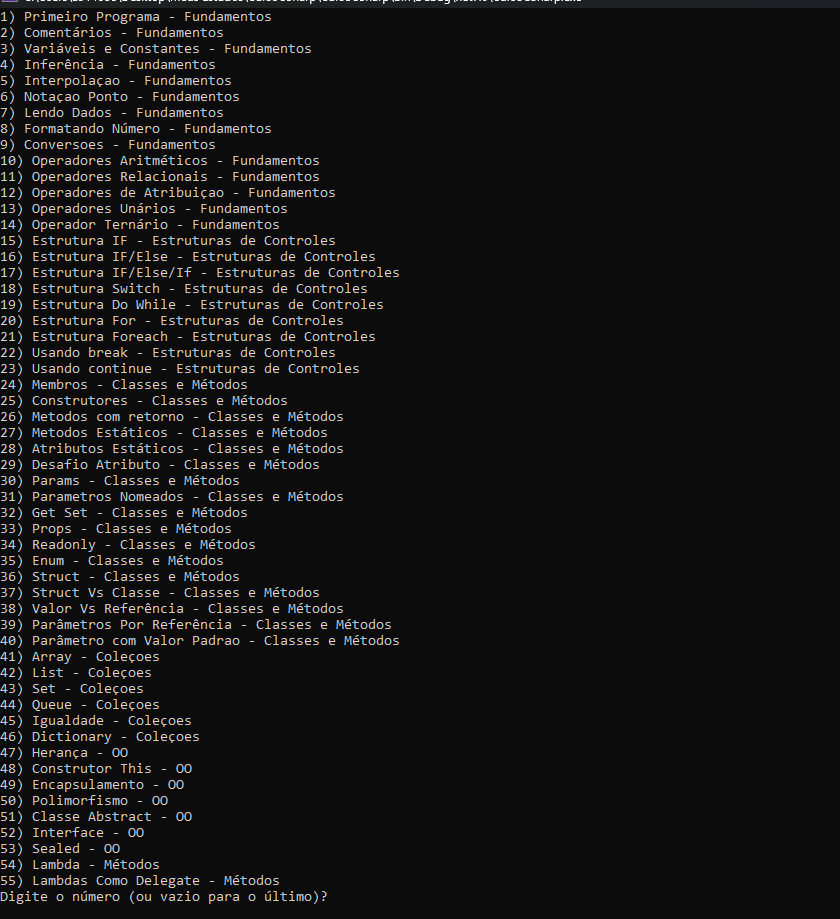 1) Primeiro Programa - Fundamentos
2) Comentários - Fundamentos
3) Variáveis e Constantes - Fundamentos
4) Inferência - Fundamentos
5) Interpolaçao - Fundamentos
6) Notaçao Ponto - Fundamentos
7) Lendo Dados - Fundamentos
8) Formatando Número - Fundamentos
9) Conversoes - Fundamentos
10) Operadores Aritméticos - Fundamentos
11) Operadores Relacionais - Fundamentos
12) Operadores de Atribuiçao - Fundamentos
13) Operadores Unários - Fundamentos
14) Operador Ternário - Fundamentos
15) Estrutura IF - Estruturas de Controles
16) Estrutura IF/Else - Estruturas de Controles
17) Estrutura IF/Else/If - Estruturas de Controles
18) Estrutura Switch - Estruturas de Controles
19) Estrutura Do While - Estruturas de Controles
20) Estrutura For - Estruturas de Controles
21) Estrutura Foreach - Estruturas de Controles
22) Usando break - Estruturas de Controles
23) Usando continue - Estruturas de Controles
24) Membros - Classes e Métodos
25) Construtores - Classes e Métodos
26) Metodos com retorno - Classes e Métodos
27) Metodos Estáticos - Classes e Métodos
28) Atributos Estáticos - Classes e Métodos
29) Desafio Atributo - Classes e Métodos
30) Params - Classes e Métodos
31) Parametros Nomeados - Classes e Métodos
32) Get Set - Classes e Métodos
33) Props - Classes e Métodos
34) Readonly - Classes e Métodos
35) Enum - Classes e Métodos
36) Struct - Classes e Métodos
37) Struct Vs Classe - Classes e Métodos
38) Valor Vs Referência - Classes e Métodos
39) Parâmetros Por Referência - Classes e Métodos
40) Parâmetro com Valor Padrao - Classes e Métodos
41) Array - Coleçoes
42) List - Coleçoes
43) Set - Coleçoes
44) Queue - Coleçoes
45) Igualdade - Coleçoes
46) Dictionary - Coleçoes
47) Herança - OO
48) Construtor This - OO
49) Encapsulamento - OO
50) Polimorfismo - OO
51) Classe Abstract - OO
52) Interface - OO
53) Sealed - OO
54) Lambda - Métodos
55) Lambdas Como Delegate - Métodos
Digite o número (ou vazio para o último)?